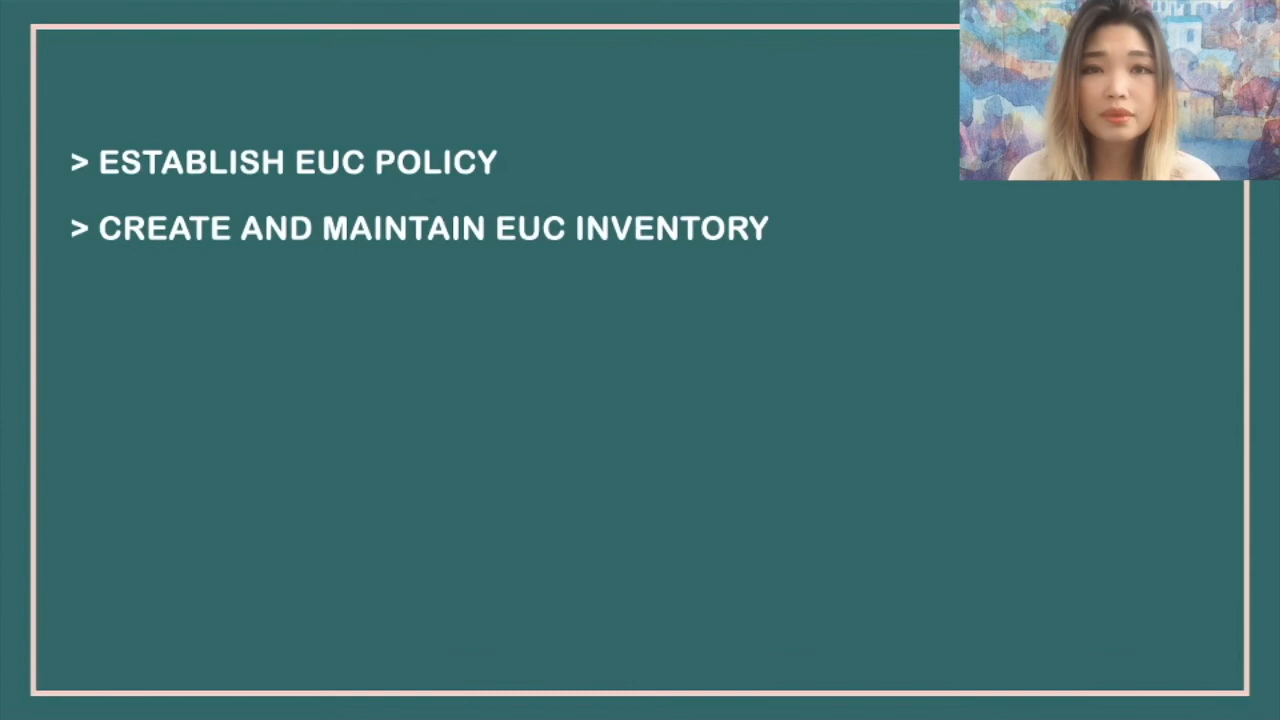 > ESTABLISH EUC POLICY
> CREATE AND MAINTAIN EUC INVENTORY